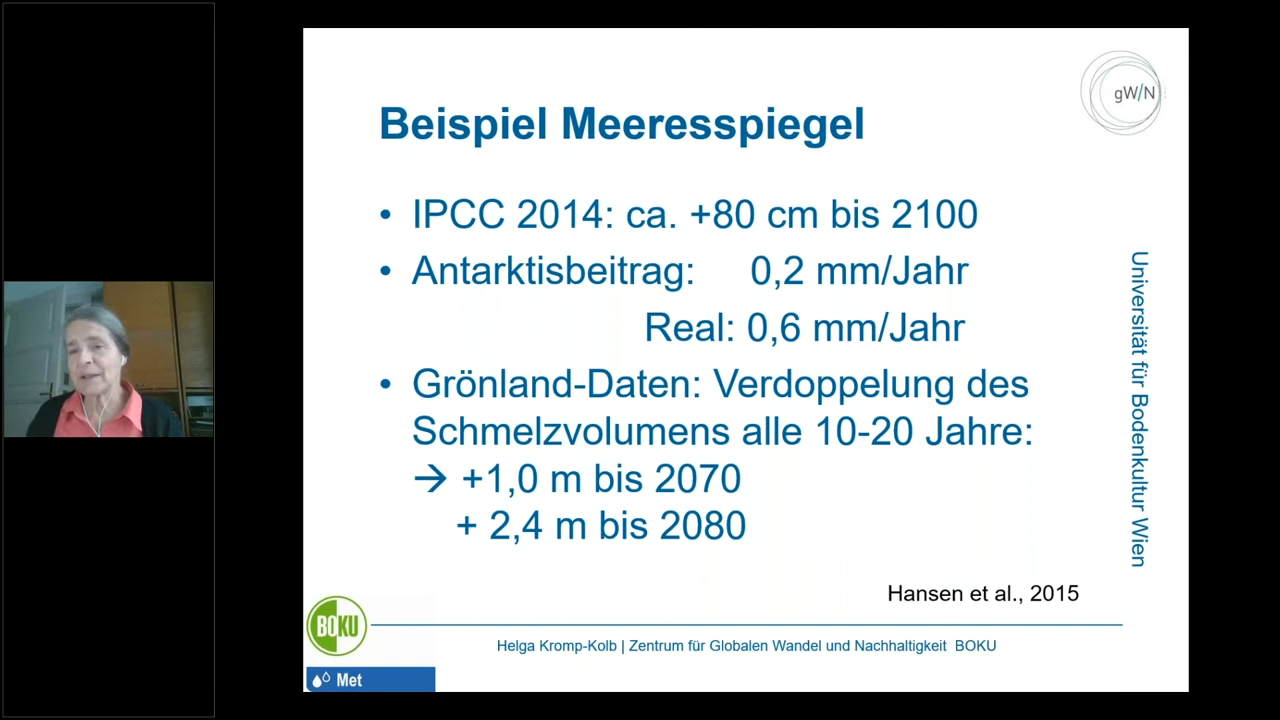 gW/N
Beispiel Meeresspiegel
• IPCC 2014: ca. +80 cm bis 2100
• Antarktisbeitrag: 0,2 mm/Jahr
Real: 0,6 mm/Jahr
• Grönland-Daten: Verdoppelung des
Schmelzvolumens alle 10-20 Jahre:
→ +1,0 m bis 2070
+ 2,4 m bis 2080
Universität für Bodenkultur Wien
Hansen et al., 2015
BOKU
Helga Kromp-Kolb | Zentrum für Globalen Wandel und Nachhaltigkeit BOKU
Met